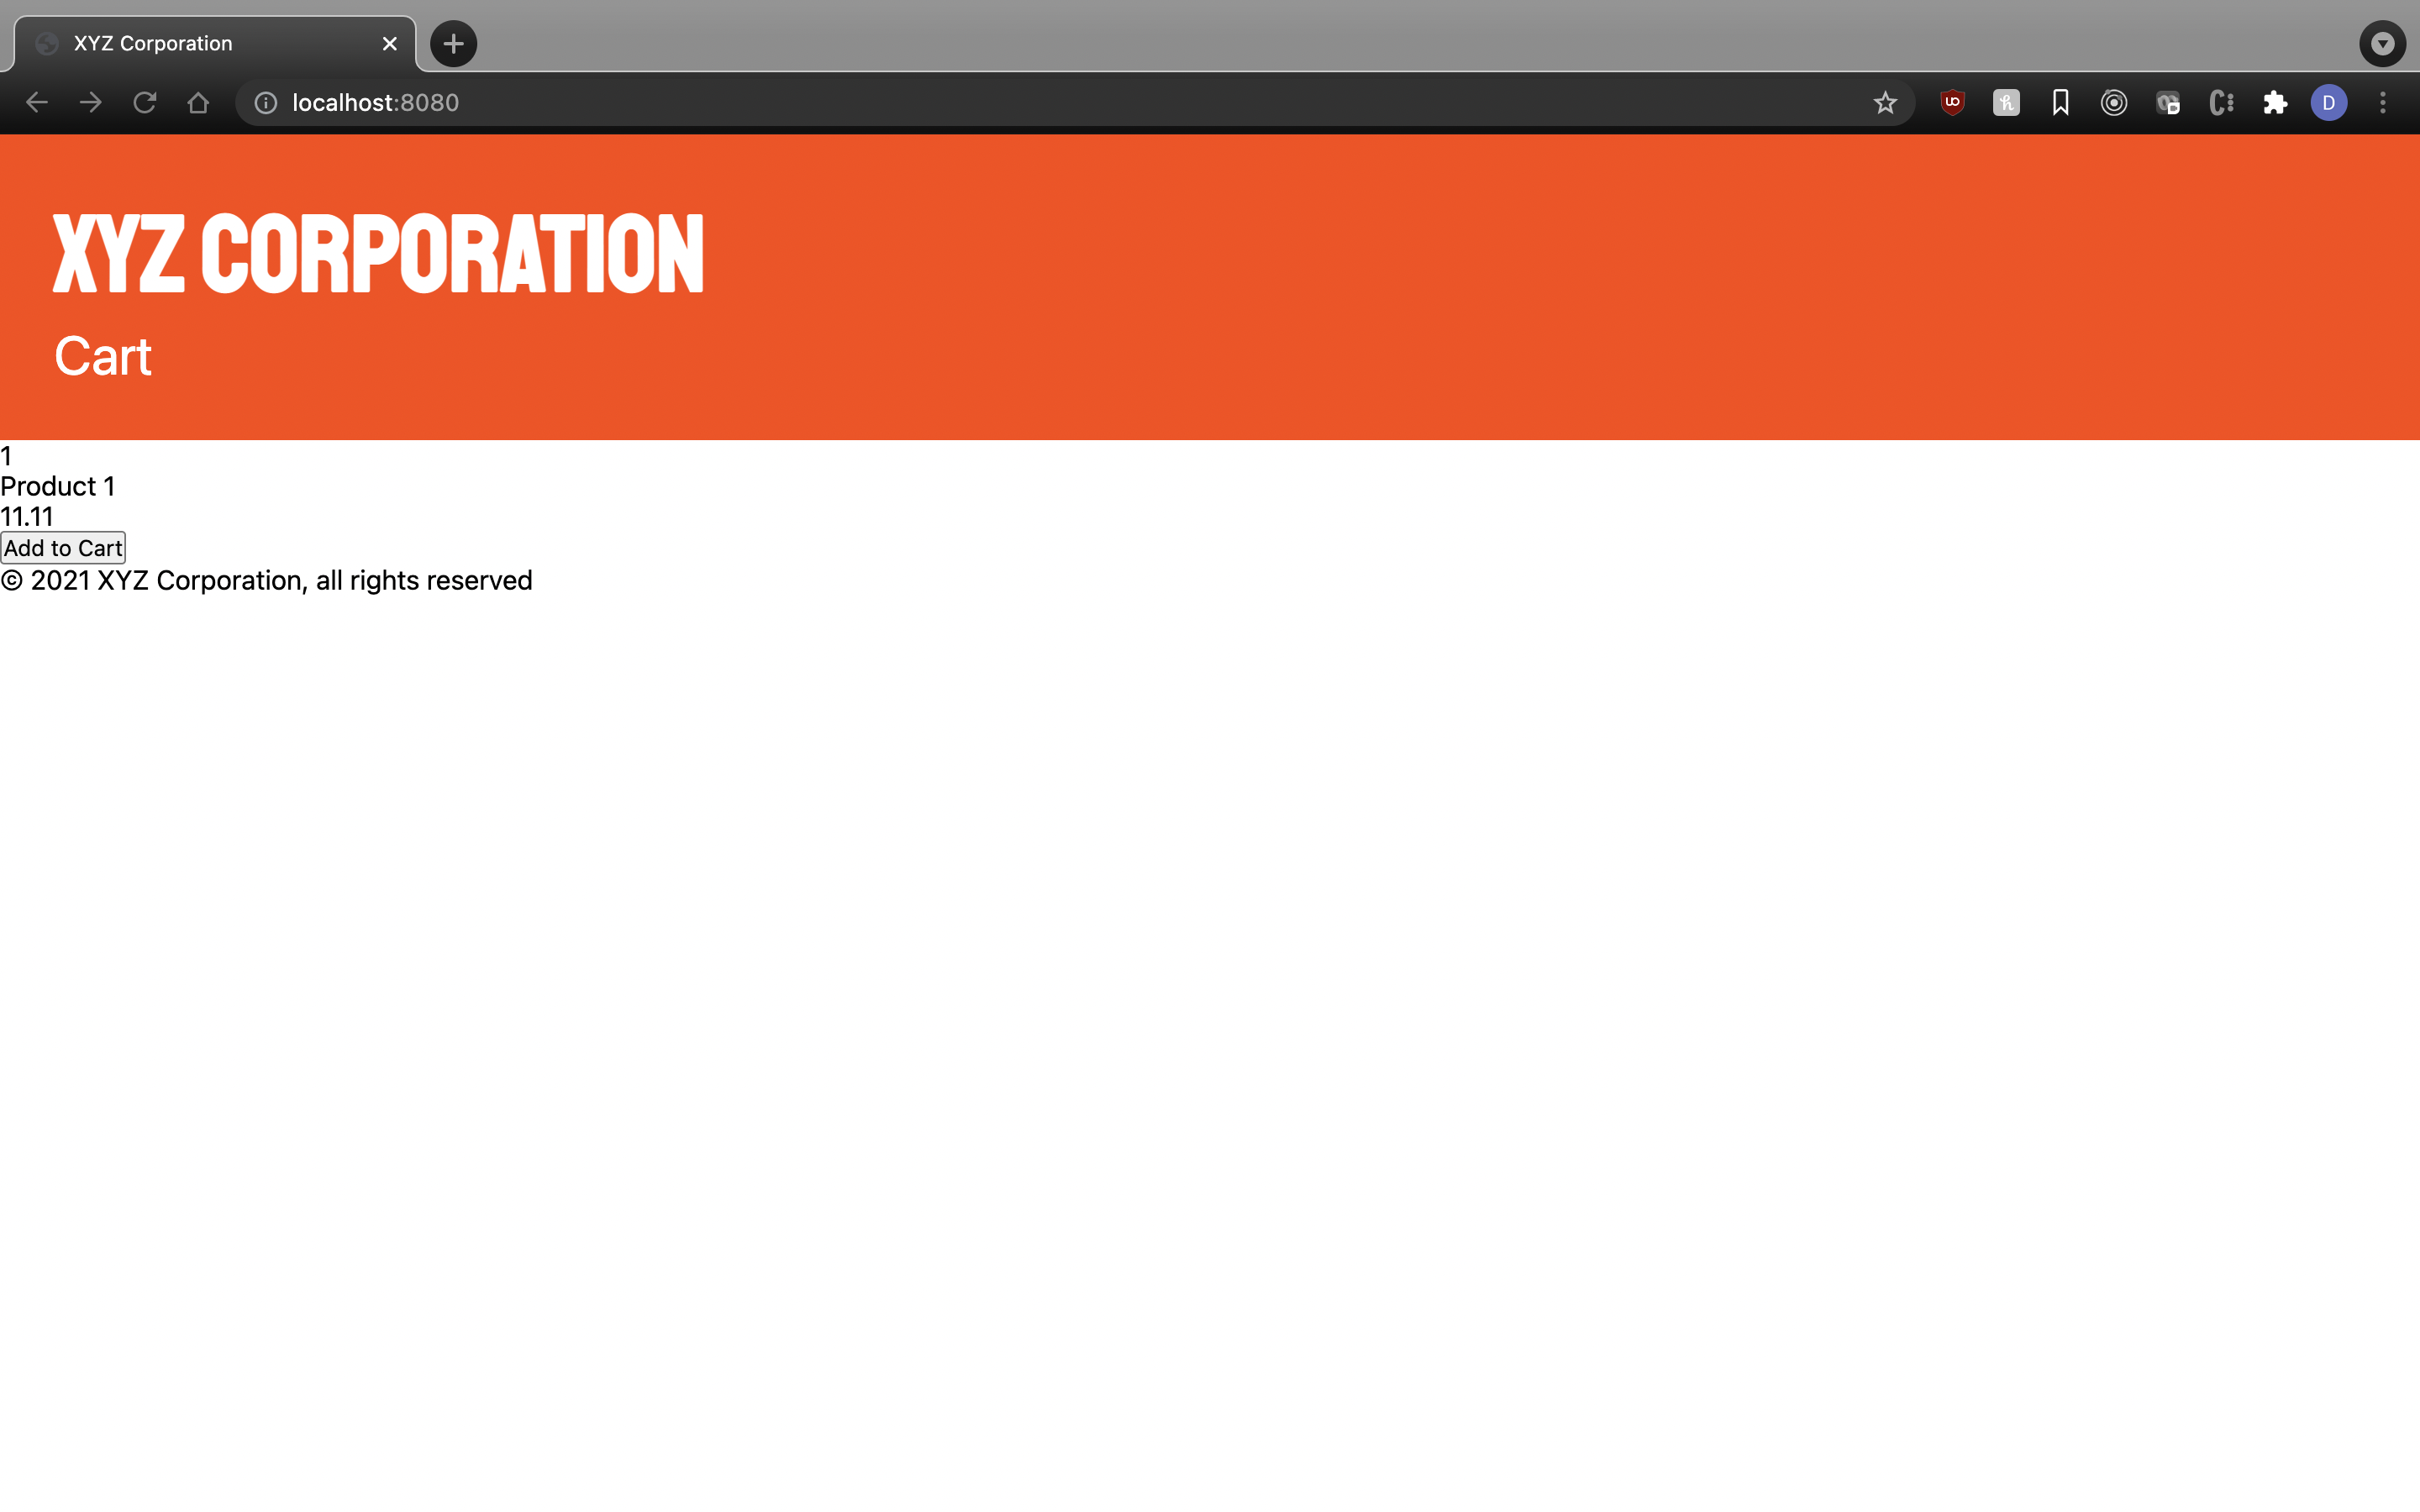 XYZ Corporation
localhost:8080
D
XYZ CORPORATION
Cart
1
Product 1
11.11
Add to Cart
© 2021 XYZ Corporation, all rights reserved